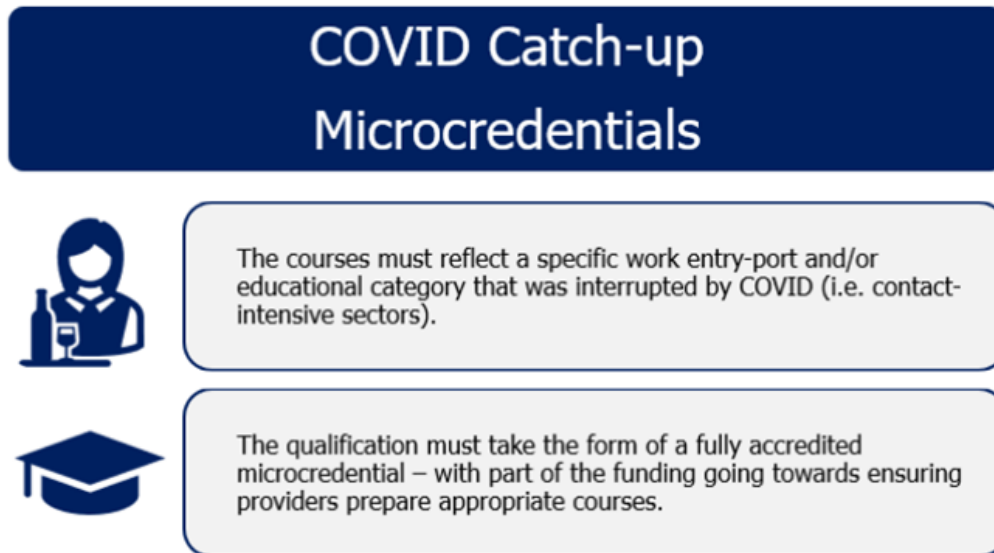 COVID Catch-up
Microcredentials
The courses must reflect a specific work entry-port and/or
educational category that was interrupted by COVID (i.e. contact-
intensive sectors).
The qualification must take the form of a fully accredited
microcredential – with part of the funding going towards ensuring
providers prepare appropriate courses.